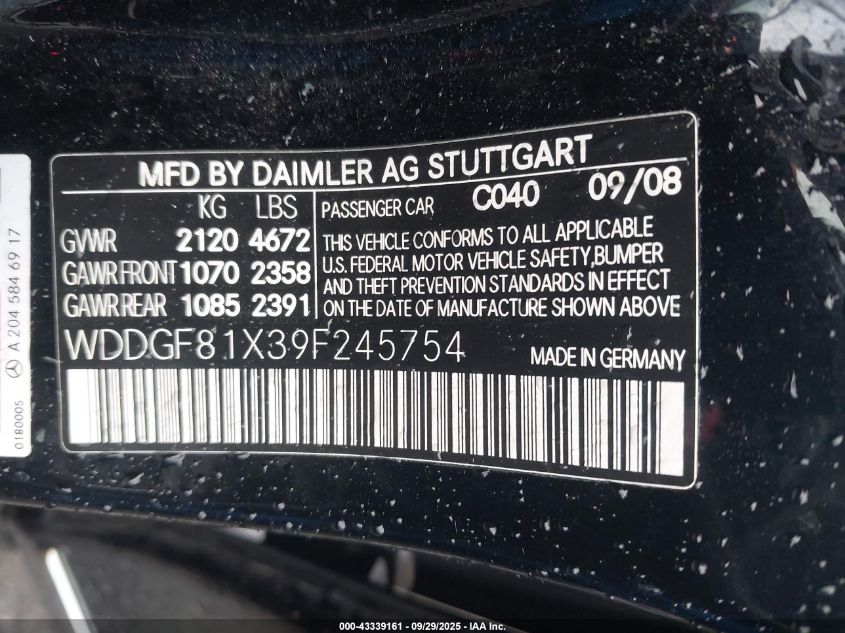 MFD BY DAIMLER AG STUTTGART
KG LBS PASSENGER CAR C040 09/08
GVWR 2120 4672
GAWR FRONT 1070 2358
GAWR REAR 1085 2391
THIS VEHICLE CONFORMS TO ALL APPLICABLE
U.S. FEDERAL MOTOR VEHICLE SAFETY,BUMPER
AND THEFT PREVENTION STANDARDS IN EFFECT
ON THE DATE OF MANUFACTURE SHOWN ABOVE
WDDGF81X39F245754 MADE IN GERMANY
A 204 584 69 17
0180005
000-43339161 - 09/29/2025 - IAA Inc.